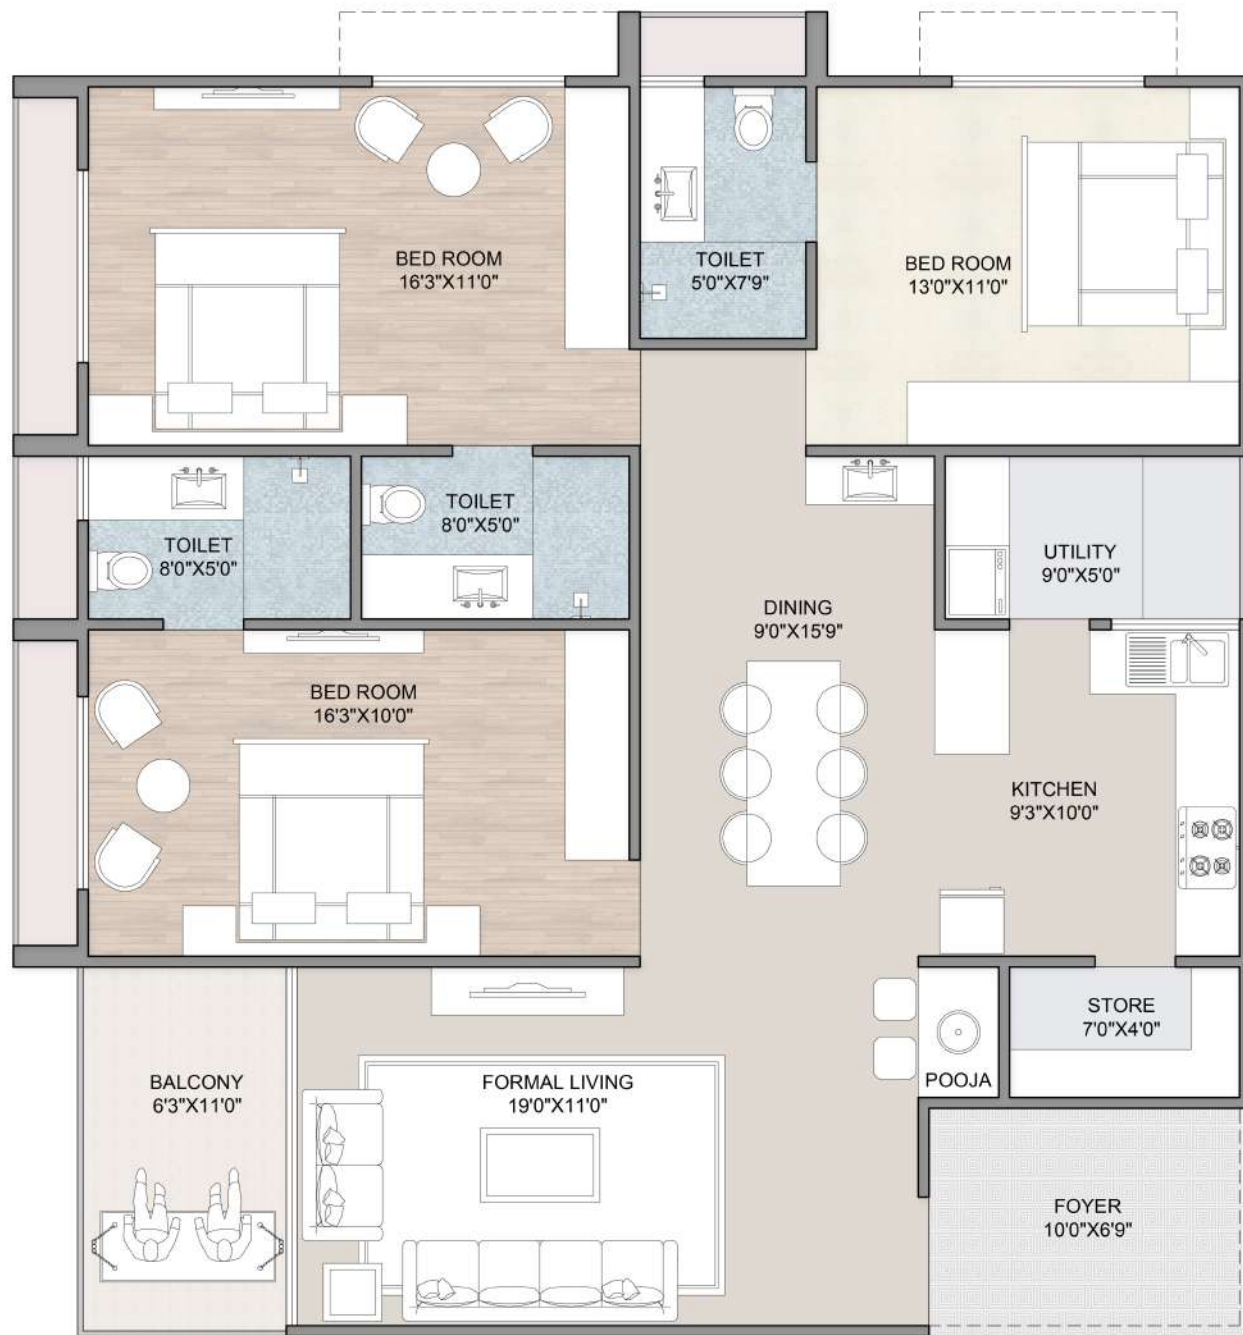 BED ROOM
16'3"X11'0"
TOILET
5'0"X7'9"
BED ROOM
13'0"X11'0"
TOILET
8'0"X5'0"
TOILET
8'0"X5'0"
UTILITY
9'0"X5'0"
DINING
9'0"X15'9"
BED ROOM
16'3"X10'0"
KITCHEN
9'3"X10'0"
STORE
7'0"X4'0"
POOJA
BALCONY
6'3"X11'0"
FORMAL LIVING
19'0"X11'0"
FOYER
10'0"X6'9"